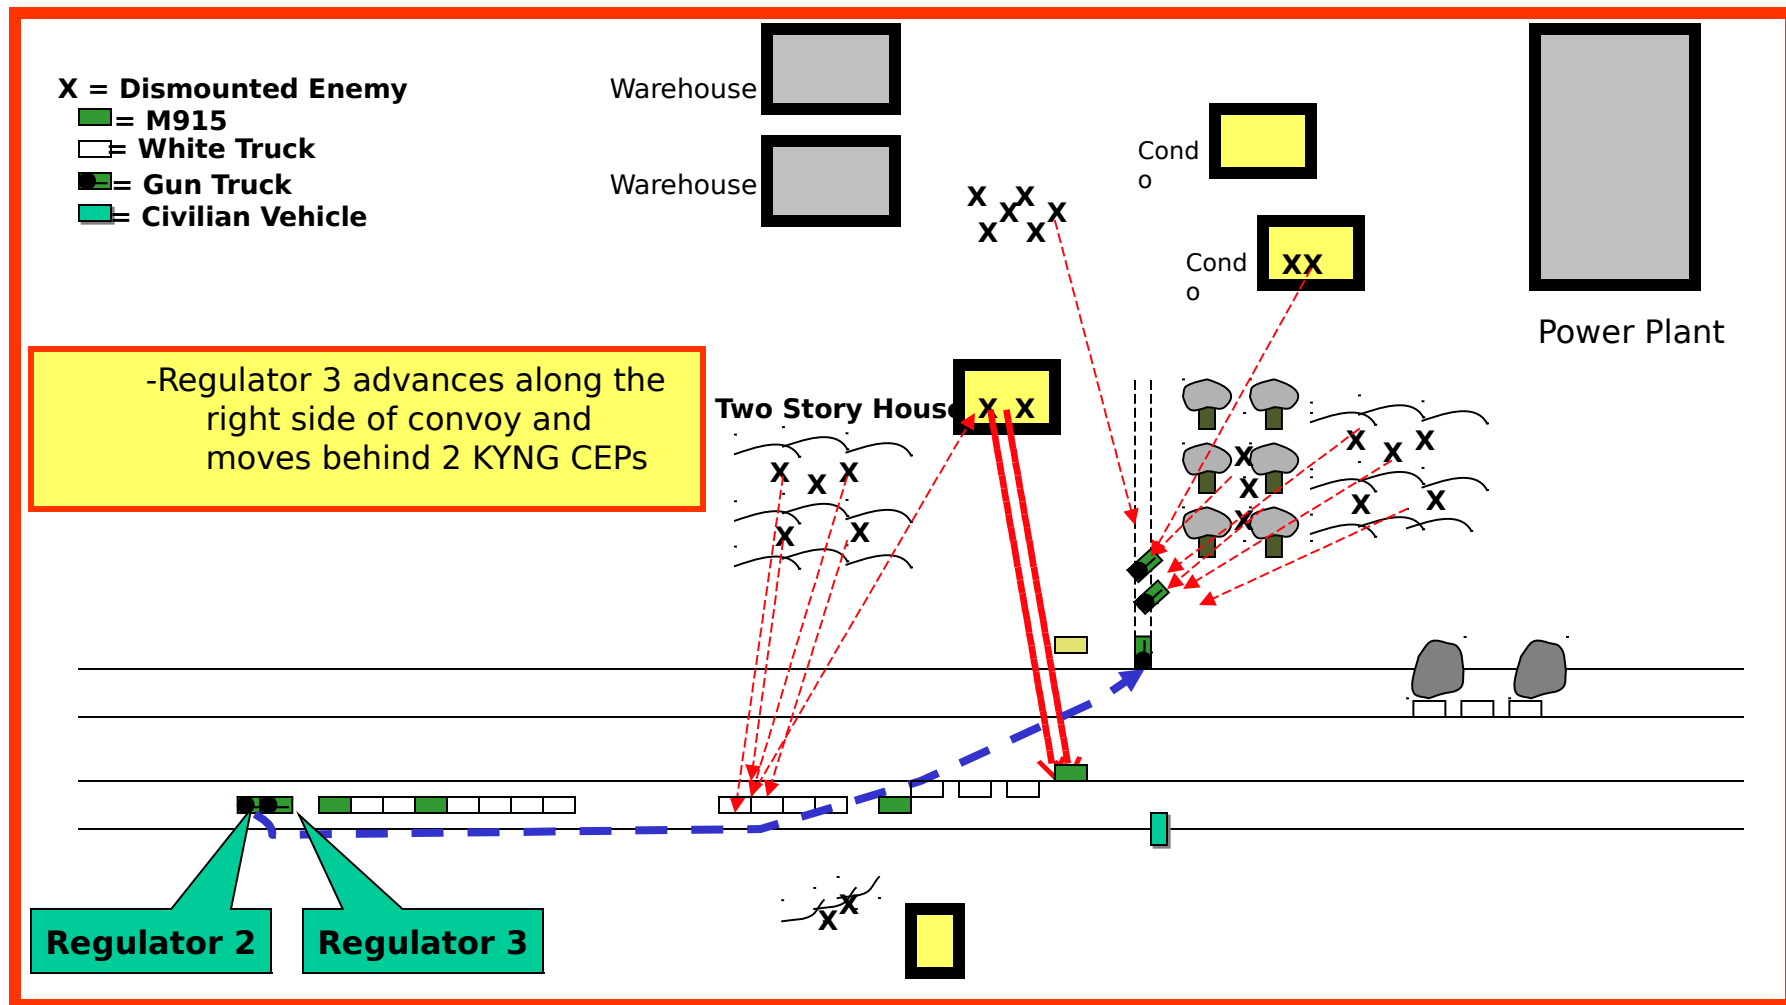 X = Dismounted Enemy
= M915
= White Truck
= Gun Truck
= Civilian Vehicle
Warehouse
Warehouse
Cond
o
Cond
o
Power Plant
X X
X X
X X
XX
-Regulator 3 advances along the
right side of convoy and
moves behind 2 KYNG CEPs
Two Story House
X X
X X X
X X
X
X
X
X X X
X X
X X
Regulator 2
Regulator 3